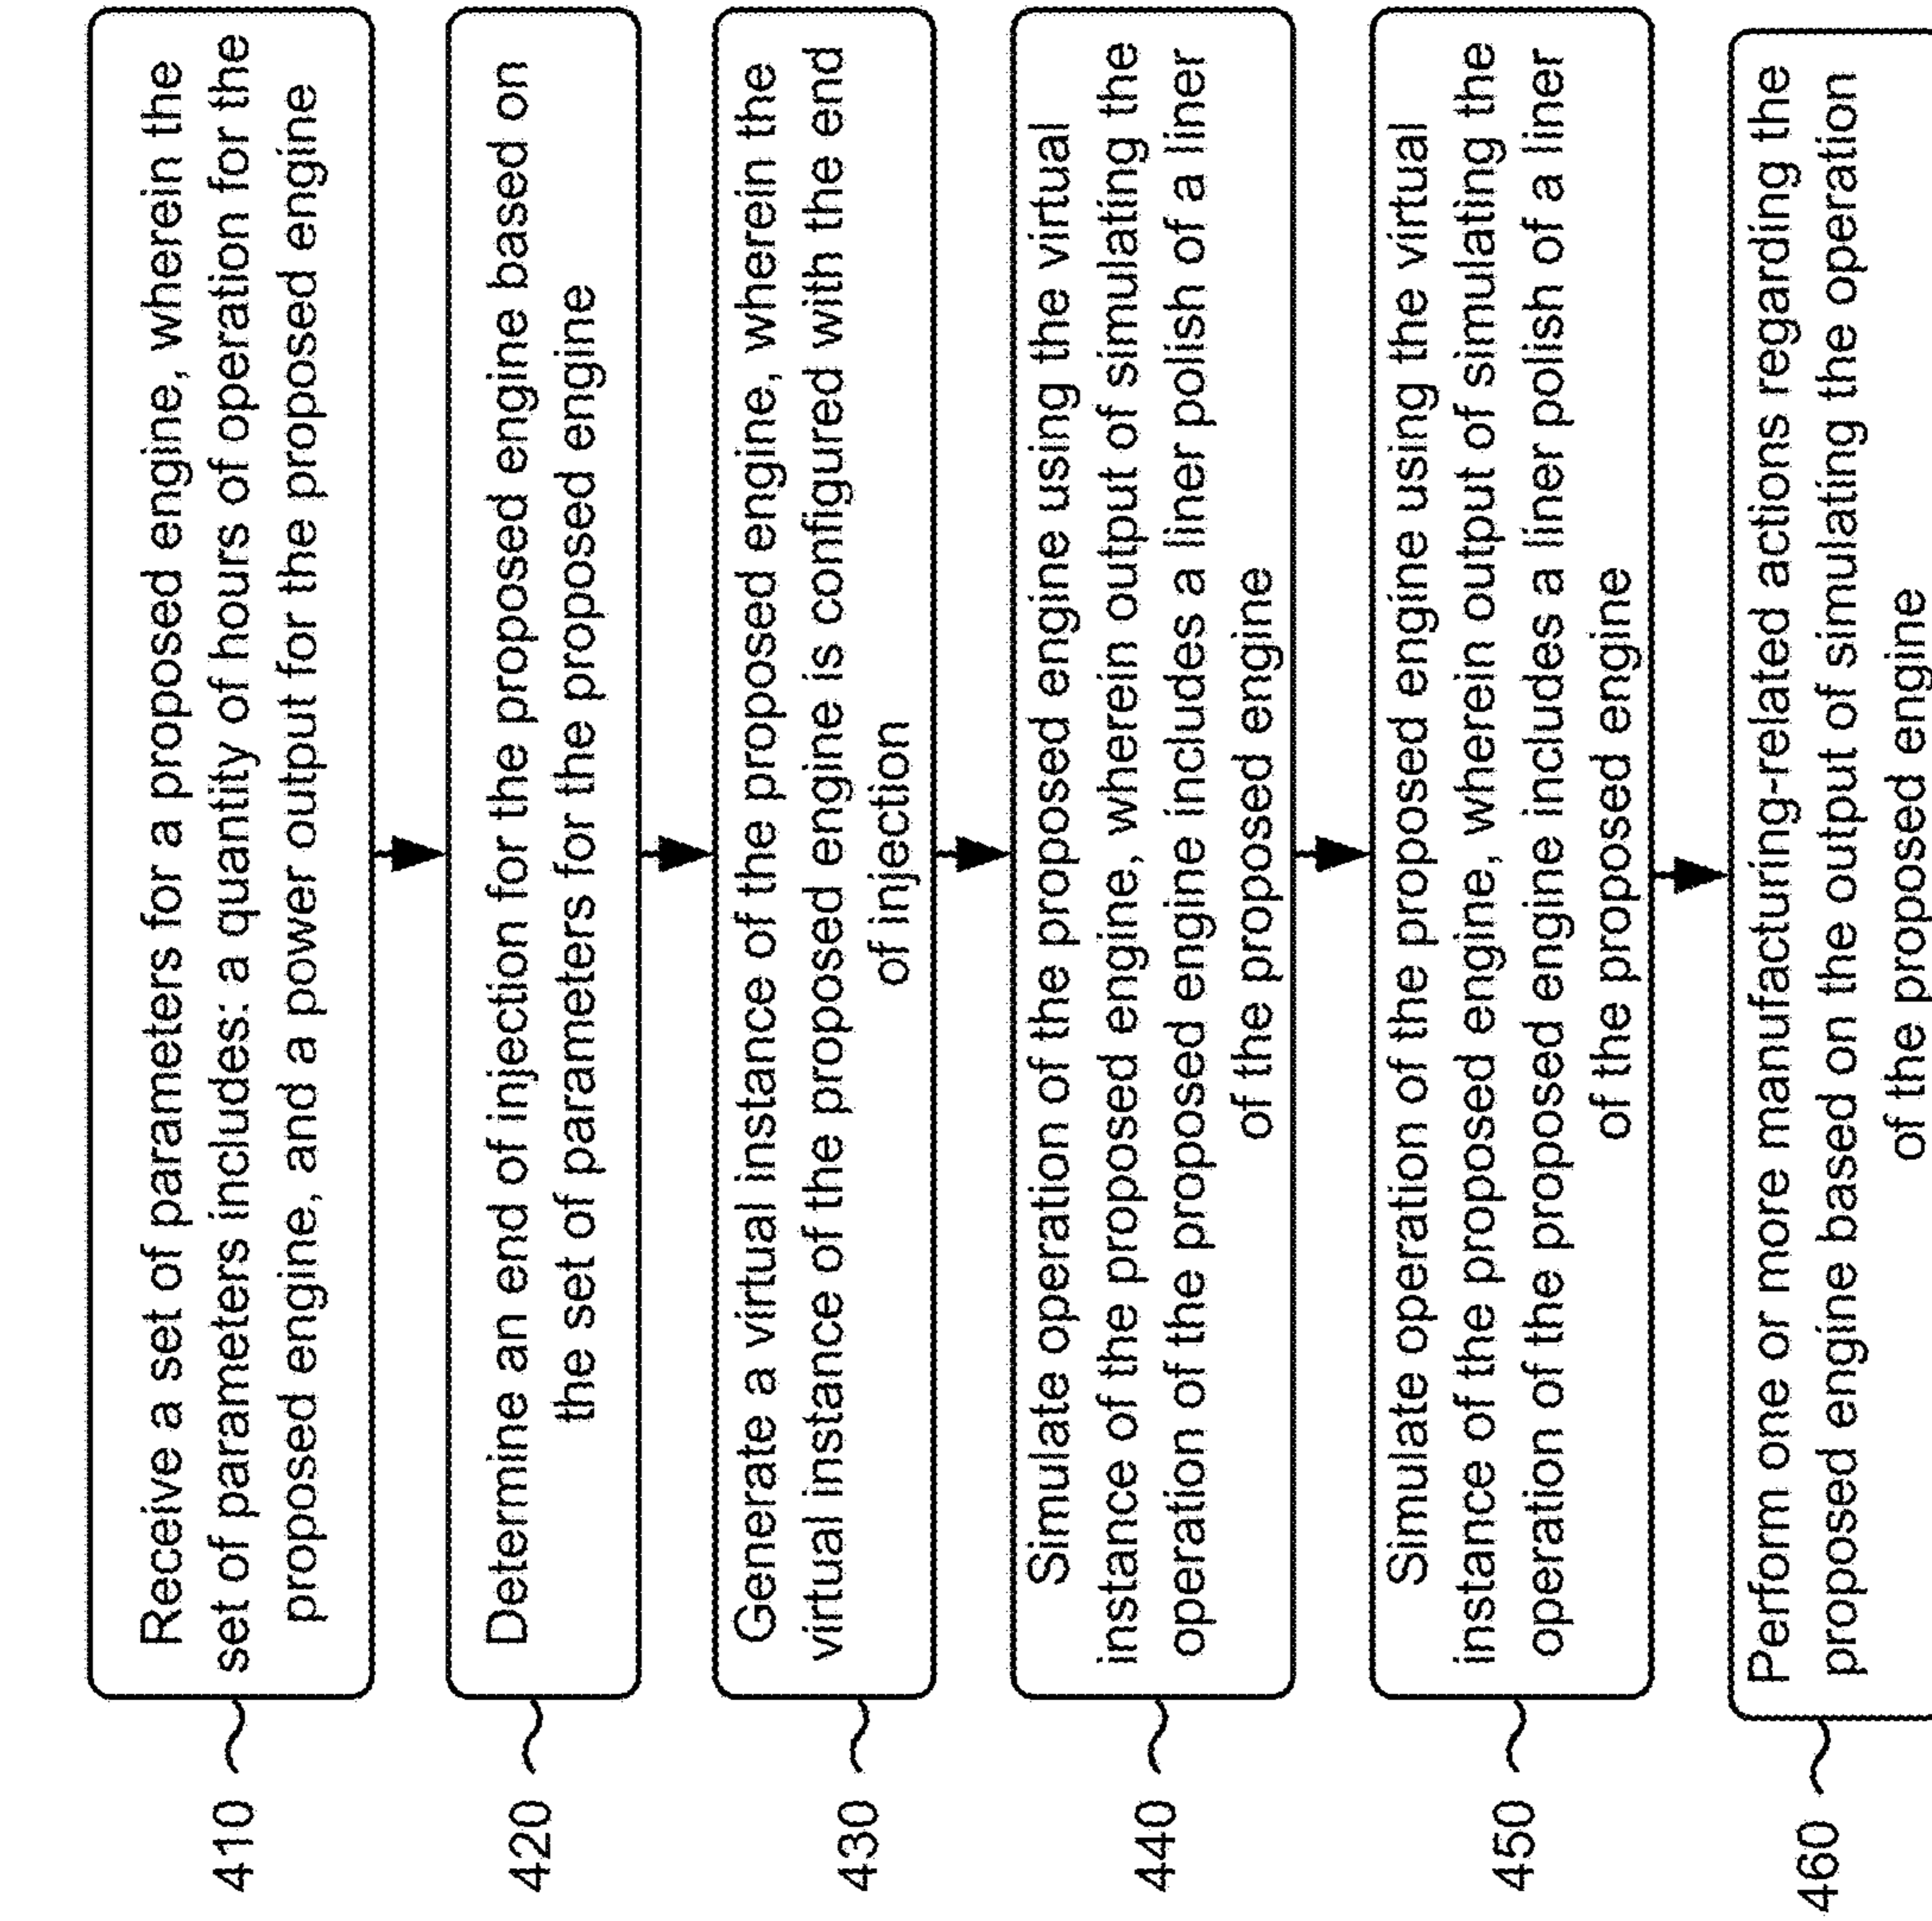 410
Receive a set of parameters for a proposed engine, wherein the
set of parameters includes: a quantity of hours of operation for the
proposed engine, and a power output for the proposed engine
420
Determine an end of injection for the proposed engine based on
the set of parameters for the proposed engine
430
Generate a virtual instance of the proposed engine, wherein the
virtual instance of the proposed engine is configured with the end
of injection
440
Simulate operation of the proposed engine using the virtual
instance of the proposed engine, wherein output of simulating the
operation of the proposed engine includes a liner polish of a liner
of the proposed engine
450
Simulate operation of the proposed engine using the virtual
instance of the proposed engine, wherein output of simulating the
operation of the proposed engine includes a liner polish of a liner
of the proposed engine
460
Perform one or more manufacturing-related actions regarding the
proposed engine based on the output of simulating the operation
of the proposed engine